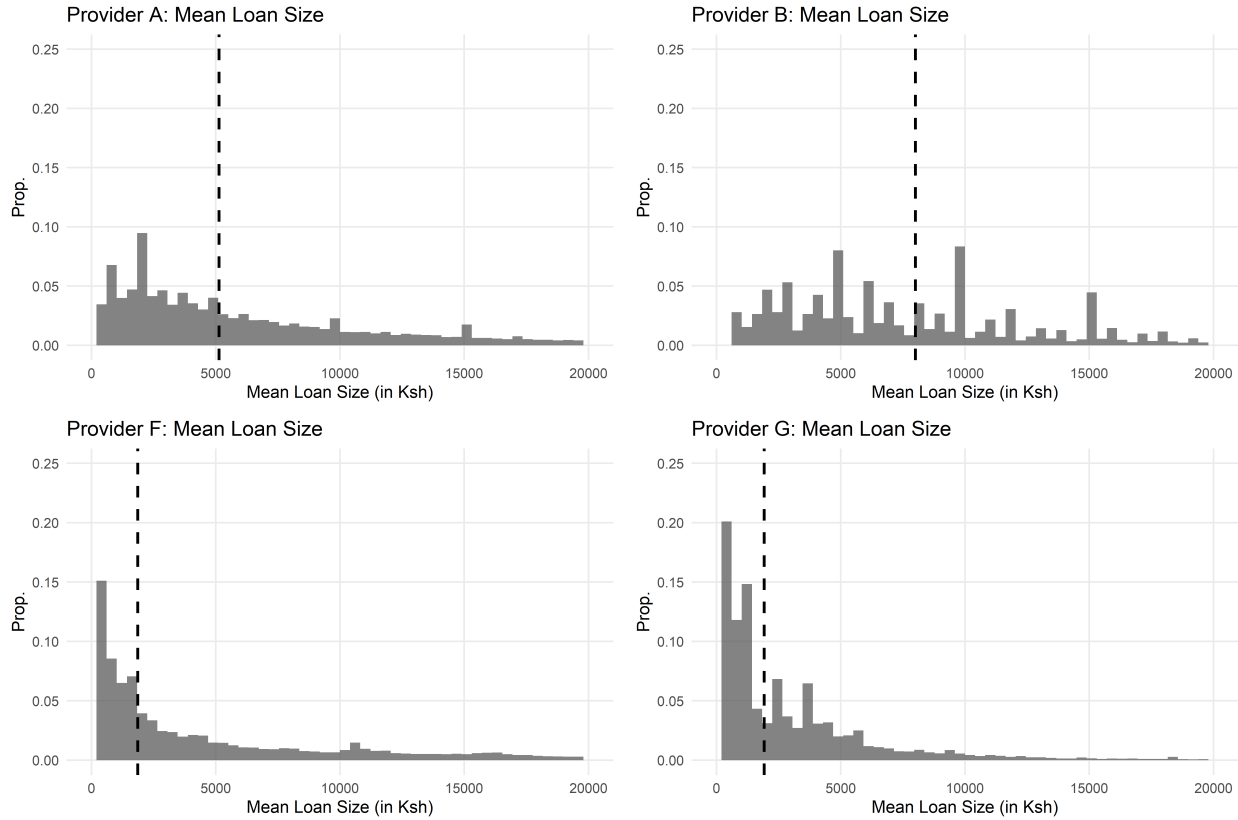 Provider A: Mean Loan Size
0.25
0.20
0.15
0.10
0.05
0.00
Prop.
0 5000 10000 15000 20000
Mean Loan Size (in Ksh)
Provider B: Mean Loan Size
0.25
0.20
0.15
0.10
0.05
0.00
Prop.
0 5000 10000 15000 20000
Mean Loan Size (in Ksh)
Provider F: Mean Loan Size
0.25
0.20
0.15
0.10
0.05
0.00
Prop.
0 5000 10000 15000 20000
Mean Loan Size (in Ksh)
Provider G: Mean Loan Size
0.25
0.20
0.15
0.10
0.05
0.00
Prop.
0 5000 10000 15000 20000
Mean Loan Size (in Ksh)